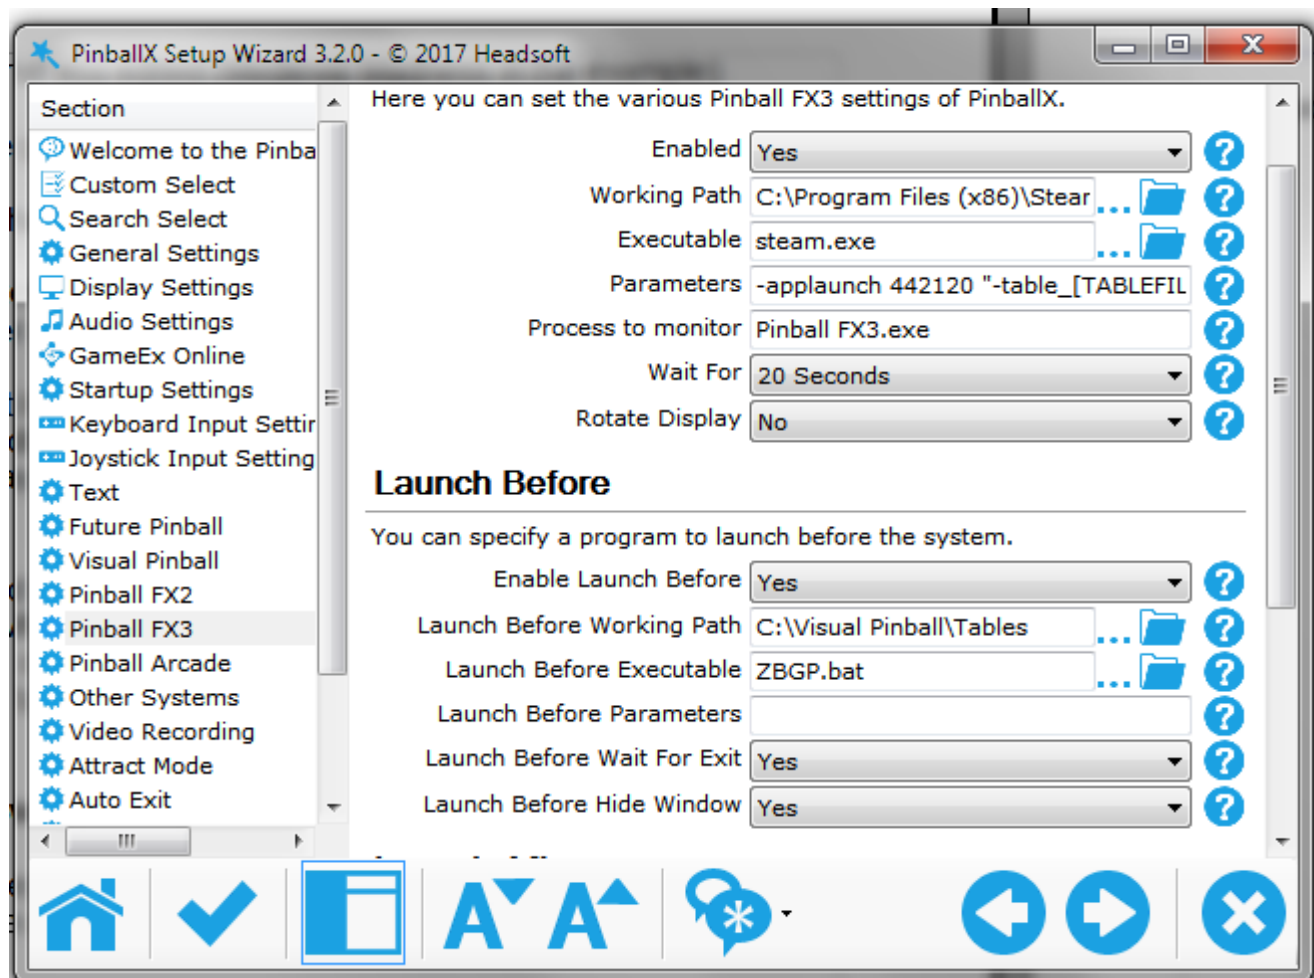 PinballX Setup Wizard 3.2.0 - © 2017 Headsoft
Section
Welcome to the Pinba
Custom Select
Search Select
General Settings
Display Settings
Audio Settings
GameEx Online
Startup Settings
Keyboard Input Settir
Joystick Input Setting
Text
Future Pinball
Visual Pinball
Pinball FX2
Pinball FX3
Pinball Arcade
Other Systems
Video Recording
Attract Mode
Auto Exit
Here you can set the various Pinball FX3 settings of PinballX.
Enabled Yes
Working Path C:\Program Files (x86)\Stear ...
Executable steam.exe ...
Parameters -applaunch 442120 "-table_[TABLEFIL
Process to monitor Pinball FX3.exe
Wait For 20 Seconds
Rotate Display No
Launch Before
You can specify a program to launch before the system.
Enable Launch Before Yes
Launch Before Working Path C:\Visual Pinball\Tables ...
Launch Before Executable ZBGP.bat ...
Launch Before Parameters
Launch Before Wait For Exit Yes
Launch Before Hide Window Yes